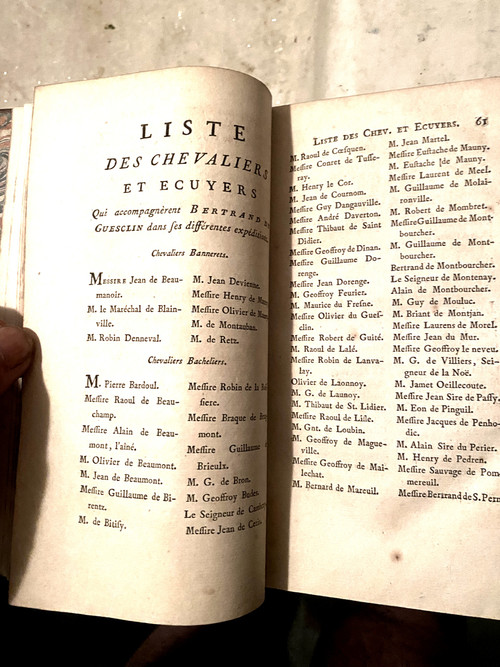 LISTE
DES CHEVALIERS
ET ECUYERS
Qui accompagnèrent BERTRAND
GUESCLIN dans ses différentes expéditions.
Chevaliers Bannerets.
MESSIRE Jean de Beau-
manoir.
M. le Maréchal de Blain-
ville.
M. Robin Denneval.
M. Jean Devienne.
Messire Henry de
Messire Olivier de
M. de Montauban.
M. de Retz.
Chevaliers Bacheliers.
M. Pierre Bardoul.
Messire Raoul de Beau-
champ.
Messire Alain de Beau-
mont, l'aîné.
M. Olivier de Beaumont.
M. Jean de Beaumont.
Messire Guillaume de Bi-
rentz.
M. de Bitisy.
Messire Robin de la
siere.
Messire Braque de
mont.
Messire Guillaume
Brieulx.
M. G. de Bron.
M. Geoffroy Budes.
Le Seigneur de
Messire Jean de
LISTE DES CHEV. ET ECUYERS. 61
M. Raoul de Coëtquen.
Messire Conret de Tusse-
ray.
M. Henry le Cor.
M. Jean de Cournom.
Messire Guy Dangauville.
Messire André Daverton.
Messire Thibaut de Saint
Didier.
Messire Geoffroy de Dinan.
Messire Guillaume Do-
renge.
Messire Jean Dorenge.
M. Geoffroy Feurier.
M. Maurice du Fresne.
Messire Olivier du Gues-
clin.
Messire Robert de Guité.
M. Raoul de Lalé.
Messire Robin de Lanva-
lay.
Olivier de Laonnoy.
M. G. de Launoy.
M. Thibaut de St. Lidier.
Messire Raoul de Lisle.
M. Gnt. de Loubin.
M. Geoffroy de Mague-
ville.
Messire Geoffroy de Mai-
lechat.
M. Bernard de Mareuil.
M. Jean Martel.
Messire Eustache de Mauny.
M. Eustache de Mauny.
Messire Laurent de Meel.
M. Guillaume de Molai-
ronville.
M. Robert de Mombret.
Messire Guillaume de Mont-
bourcher.
M. Guillaume de Mont-
bourcher.
Bertrand de Montbourcher.
Le Seigneur de Montenay.
Alain de Montbourcher.
M. Guy de Mouluc.
M. Briant de Montjan.
Messire Laurens de Morel.
Messire Jean du Mur.
Messire Geoffroy le neveu.
M. G. de Villiers, Sei-
gneur de la Noë.
M. Jamet Oeillecoute.
Messire Jean Sire de Passy.
M. Eon de Pinguil.
Messire Jacques de Penho-
dic.
M. Alain Sire du Perier.
M. Henry de Pedren.
Messire Sauvage de Pom-
mereuil.
Messire Bertrand de S. Pern